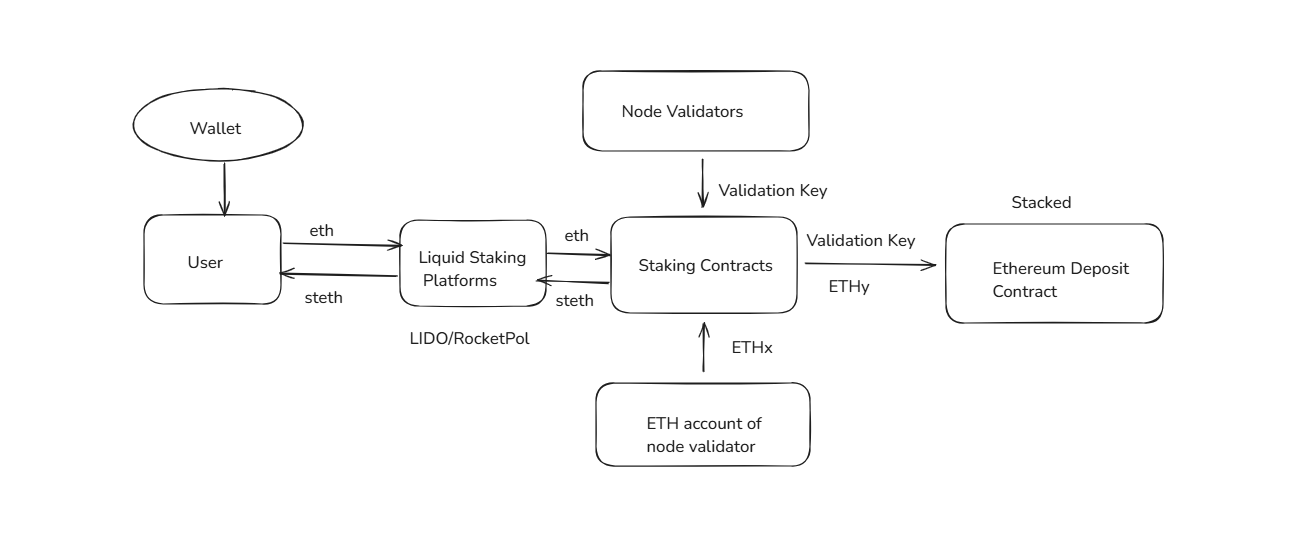 Node Validators
Wallet
Validation Key
Stacked
eth
eth
Validation Key
User
Liquid Staking
Platforms
Staking Contracts
Ethereum Deposit
Contract
steth
steth
ETHy
LIDO/RocketPol
ETHx
ETH account of
node validator